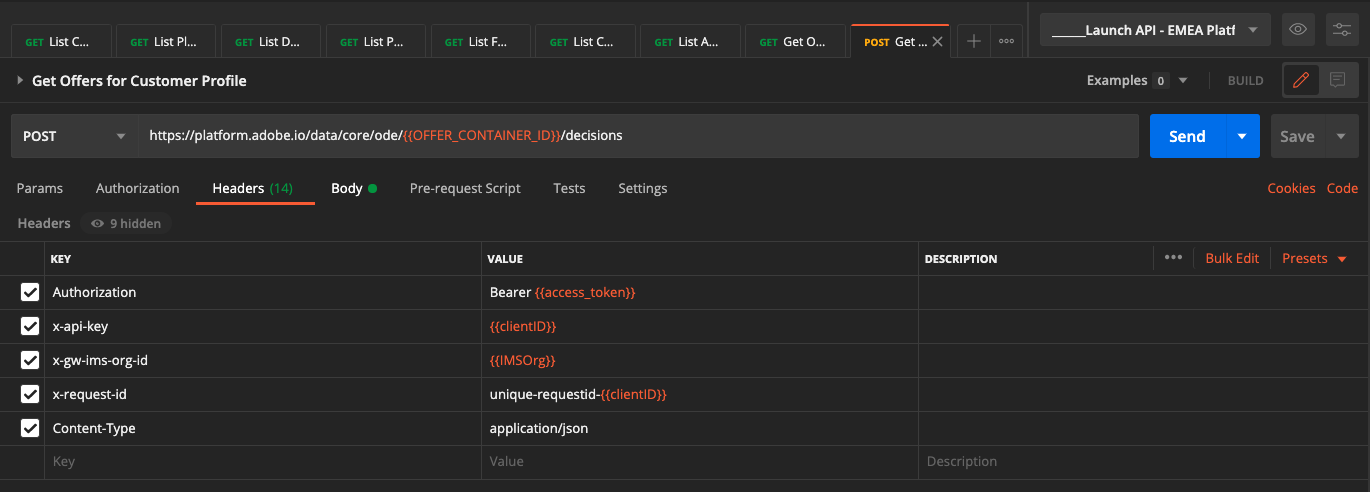 GET List C... GET List Pl... GET List D... GET List P... GET List F... GET List C... GET List A... GET Get O... POST Get ... _____Launch API - EMEA Platf
Get Offers for Customer Profile Examples 0 BUILD
POST https://platform.adobe.io/data/core/ode/{{OFFER_CONTAINER_ID}}/decisions Send Save
Params Authorization Headers (14) Body Pre-request Script Tests Settings Cookies Code
Headers 9 hidden
KEY VALUE DESCRIPTION ••• Bulk Edit Presets
Authorization Bearer {{access_token}}
x-api-key {{clientID}}
x-gw-ims-org-id {{IMSOrg}}
x-request-id unique-requestid-{{clientID}}
Content-Type application/json
Key Value Description